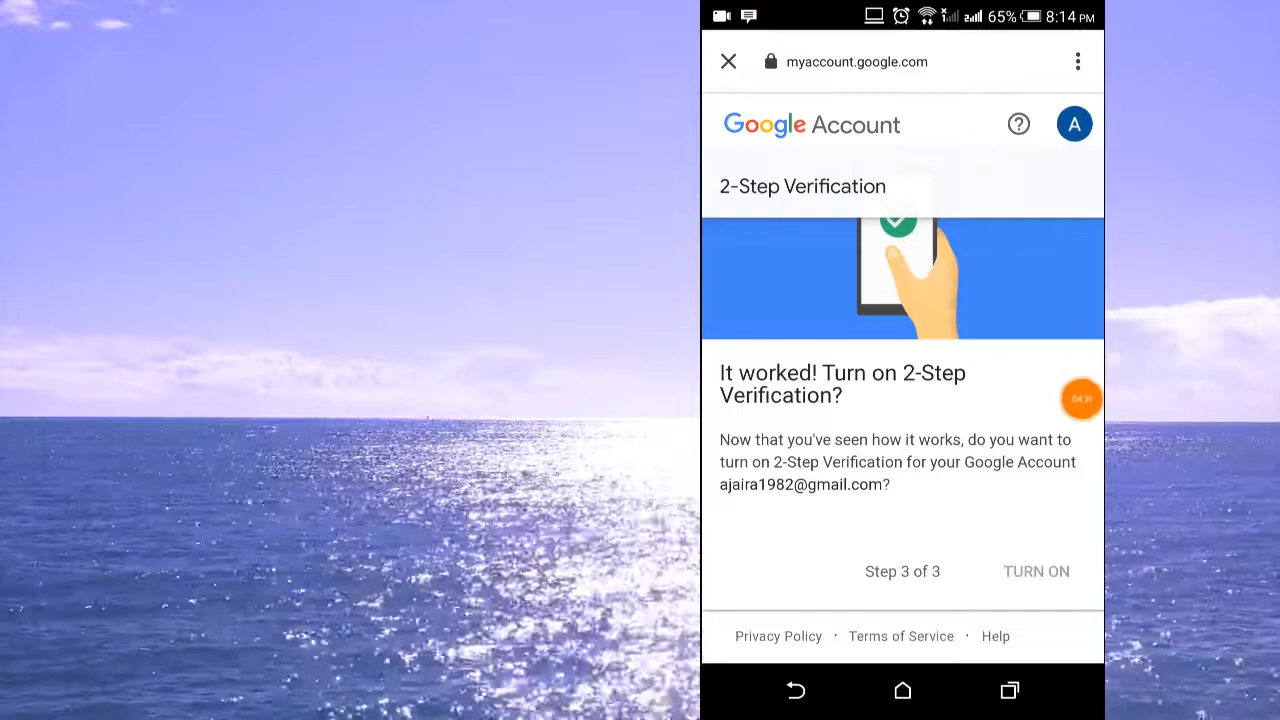 65% 8:14 PM
myaccount.google.com
Google Account
A
2-Step Verification
It worked! Turn on 2-Step
Verification?
04:39
Now that you've seen how it works, do you want to
turn on 2-Step Verification for your Google Account
ajaira1982@gmail.com?
Step 3 of 3 TURN ON
Privacy Policy · Terms of Service · Help